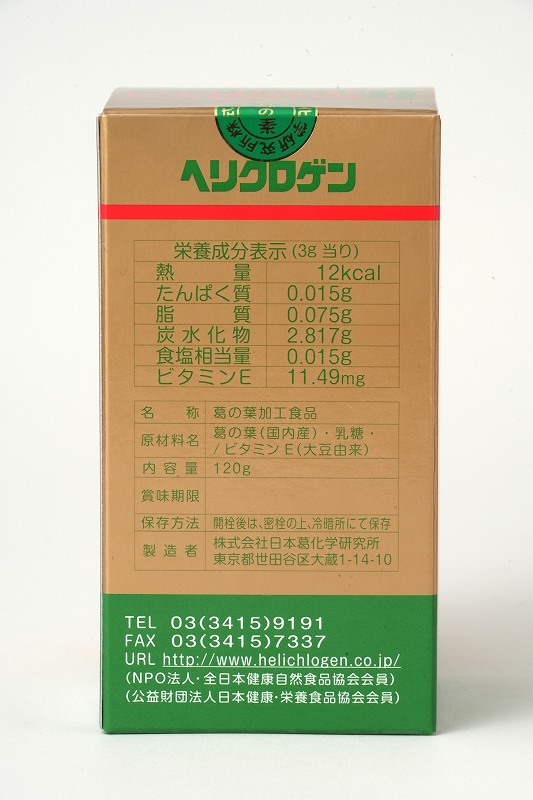 学研究所株
葉の
ヘリクロゲン
栄養成分表示(3g 当り)
熱量 12kcal
たんぱく質 0.015g
脂質 0.075g
炭水化物 2.817g
食塩相当量 0.015g
ビタミンE 11.49mg
名称 葛の葉加工食品
原材料名 葛の葉(国内産)・乳糖・
/ビタミンE(大豆由来)
内容量 120g
賞味期限
保存方法 開栓後は、密栓の上、冷暗所にて保存
製造者 株式会社日本葛化学研究所
東京都世田谷区大蔵1-14-10
TEL 03(3415)9191
FAX 03(3415)7337
URL http://www.helichlogen.co.jp/
(NPO法人・全日本健康自然食品協会会員)
(公益財団法人日本健康・栄養食品協会会員)